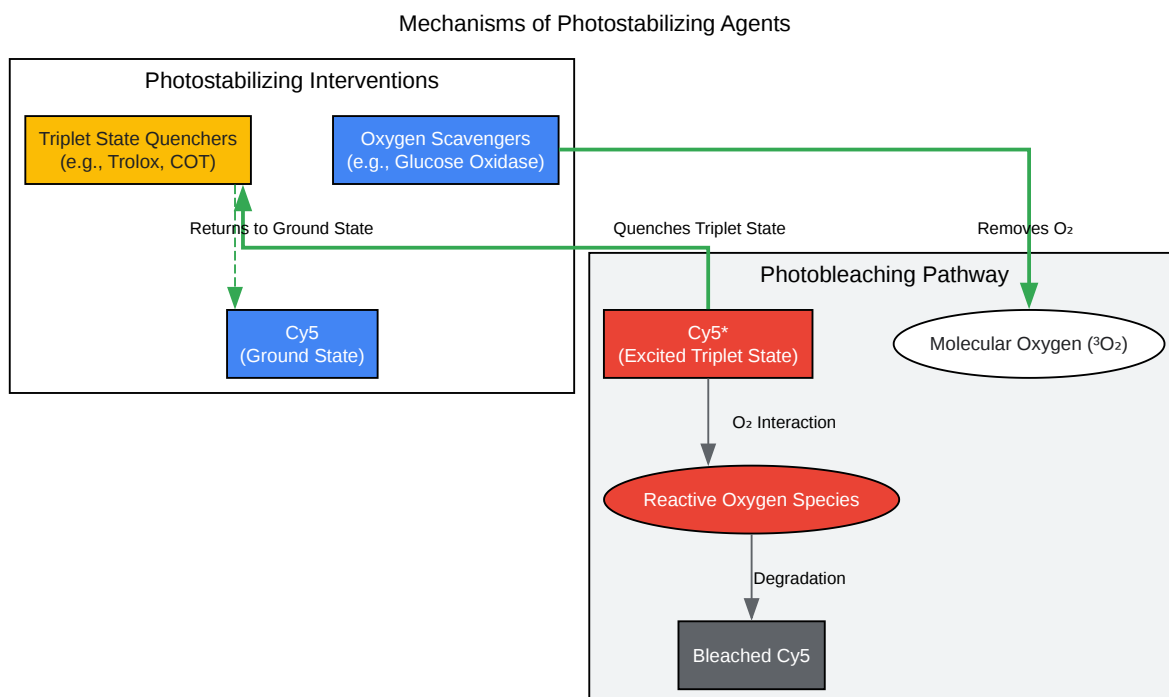 Mechanisms of Photostabilizing Agents
Photostabilizing Interventions
Triplet State Quenchers
(e.g., Trolox, COT)
Oxygen Scavengers
(e.g., Glucose Oxidase)
Returns to Ground State
Quenches Triplet State
Removes O₂
Photobleaching Pathway
Cy5
(Ground State)
Cy5*
(Excited Triplet State)
Molecular Oxygen (³O₂)
O₂ Interaction
Reactive Oxygen Species
Degradation
Bleached Cy5